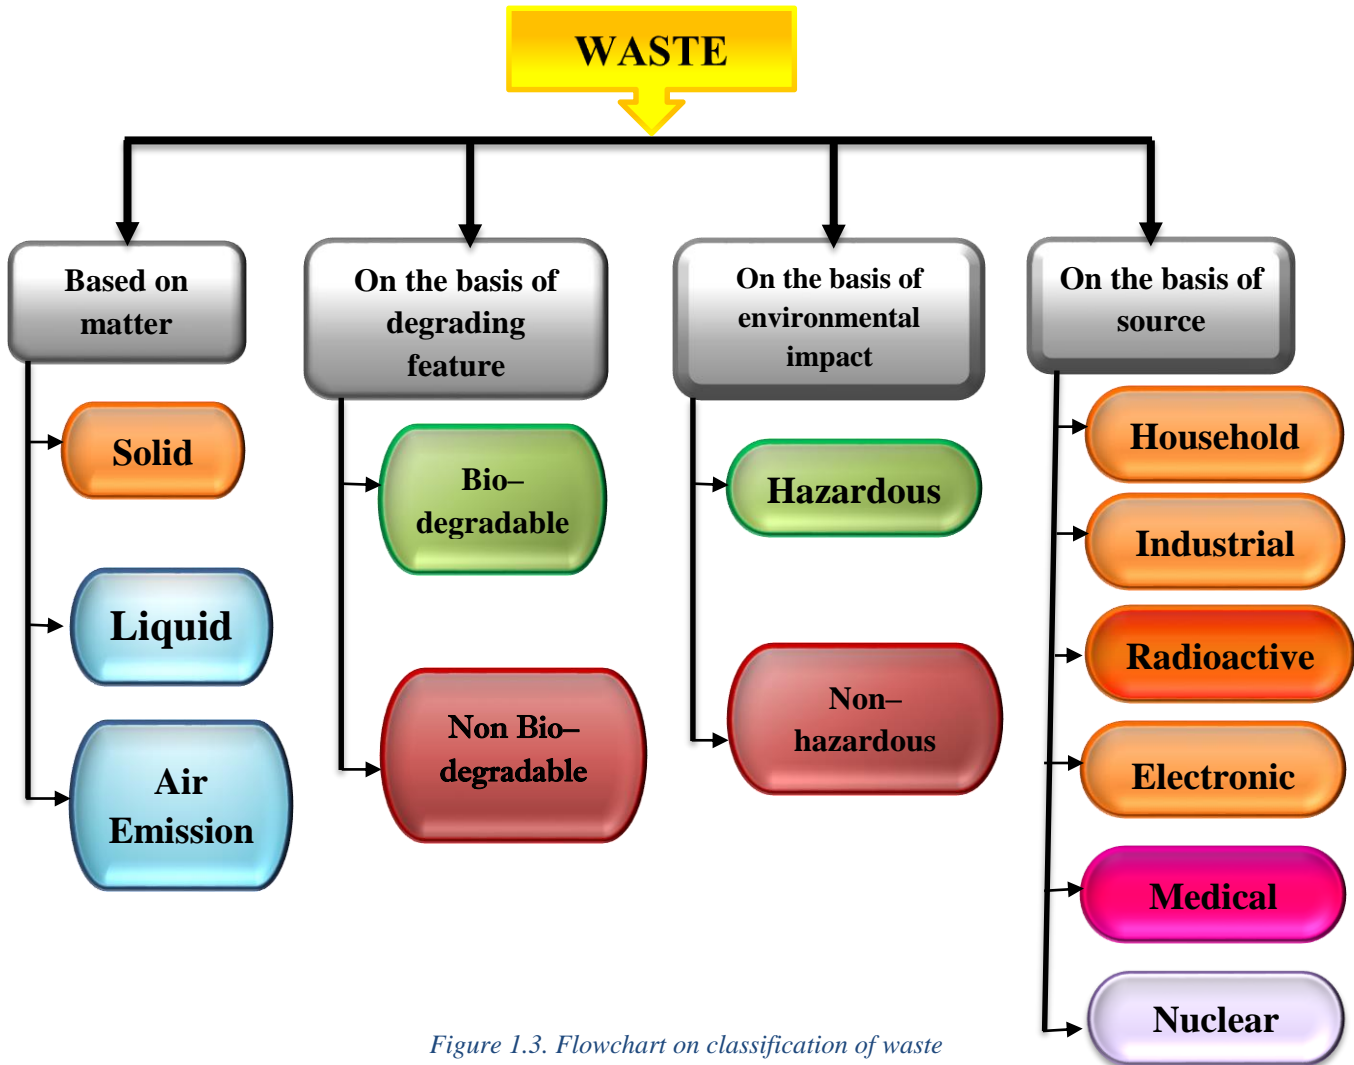 WASTE
Based on
matter
Solid
Liquid
Air
Emission
On the basis of
degrading
feature
Bio–
degradable
Non Bio–
degradable
On the basis of
environmental
impact
Hazardous
Non–
hazardous
On the basis of
source
Household
Industrial
Radioactive
Electronic
Medical
Nuclear
Figure 1.3. Flowchart on classification of waste